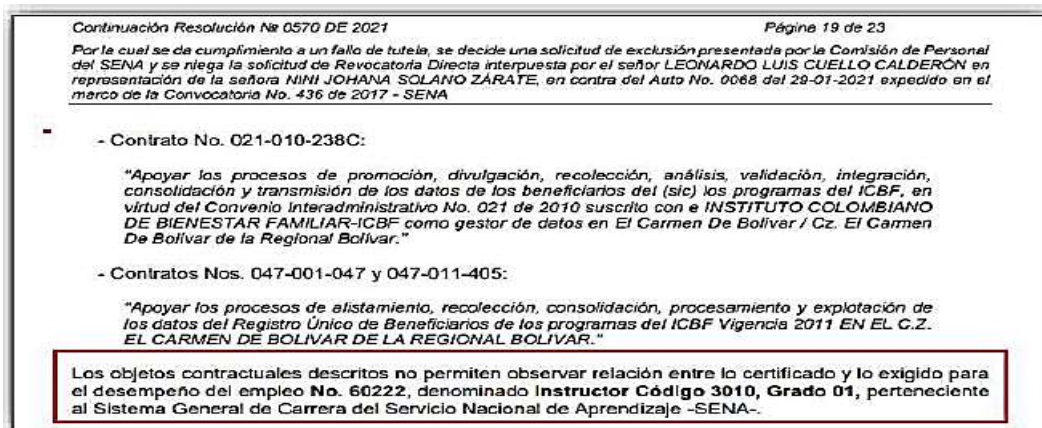 Continuación Resolución № 0570 DE 2021 Página 19 de 23
Por la cual se da cumplimiento a un fallo de tutela, se decide una solicitud de exclusión presentada por la Comisión de Personal
del SENA y se niega la solicitud de Revocatoria Directa interpuesta por el señor LEONARDO LUIS CUELLO CALDERÓN en
representación de la señora NINI JOHANA SOLANO ZÁRATE, en contra del Auto No. 0068 del 29-01-2021 expedido en el
marco de la Convocatoria No. 436 de 2017 - SENA
- Contrato No. 021-010-238C:
"Apoyar los procesos de promoción, divulgación, recolección, análisis, validación, integración,
consolidación y transmisión de los datos de los beneficiarios del (sic) los programas del ICBF, en
virtud del Convenio Interadministrativo No. 021 de 2010 suscrito con e INSTITUTO COLOMBIANO
DE BIENESTAR FAMILIAR-ICBF como gestor de datos en El Carmen De Bolívar / Cz. El Carmen
De Bolívar de la Regional Bolívar."
- Contratos Nos. 047-001-047 y 047-011-405:
"Apoyar los procesos de alistamiento, recolección, consolidación, procesamiento y explotación de
los datos del Registro Único de Beneficiarios de los programas del ICBF Vigencia 2011 EN EL C.Z.
EL CARMEN DE BOLIVAR DE LA REGIONAL BOLIVAR."
Los objetos contractuales descritos no permiten observar relación entre lo certificado y lo exigido para
el desempeño del empleo No. 60222, denominado Instructor Código 3010, Grado 01, perteneciente
al Sistema General de Carrera del Servicio Nacional de Aprendizaje -SENA-.